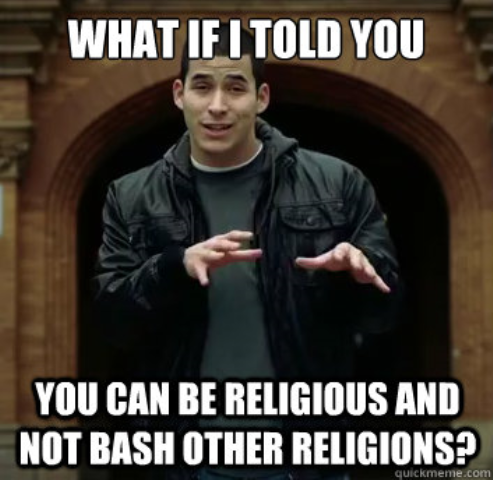 WHAT IF I TOLD YOU
YOU CAN BE RELIGIOUS AND
NOT BASH OTHER RELIGIONS?
quickmeme.com